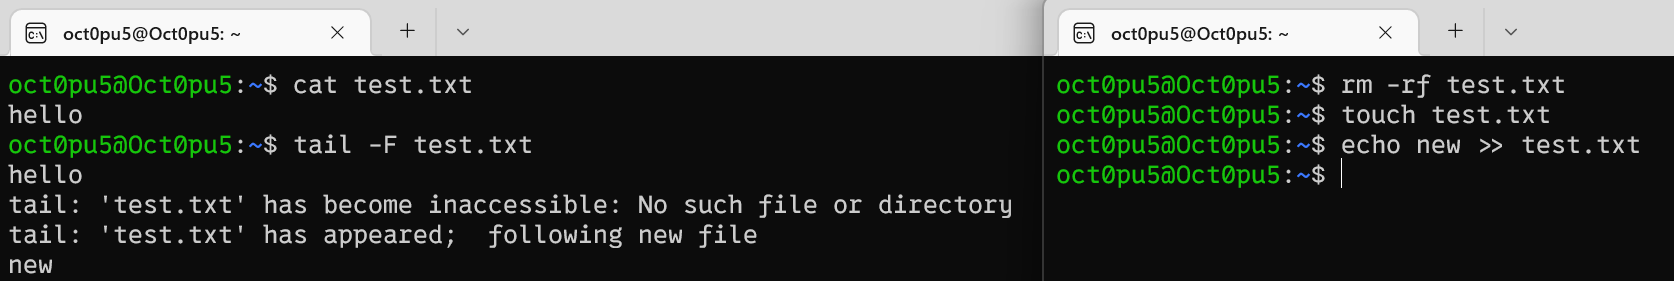 oct0pu5@Oct0pu5: ~
oct0pu5@Oct0pu5:~$ cat test.txt
hello
oct0pu5@Oct0pu5:~$ tail -F test.txt
hello
tail: 'test.txt' has become inaccessible: No such file or directory
tail: 'test.txt' has appeared;  following new file
new
oct0pu5@Oct0pu5: ~
oct0pu5@Oct0pu5:~$ rm -rf test.txt
oct0pu5@Oct0pu5:~$ touch test.txt
oct0pu5@Oct0pu5:~$ echo new >> test.txt
oct0pu5@Oct0pu5:~$